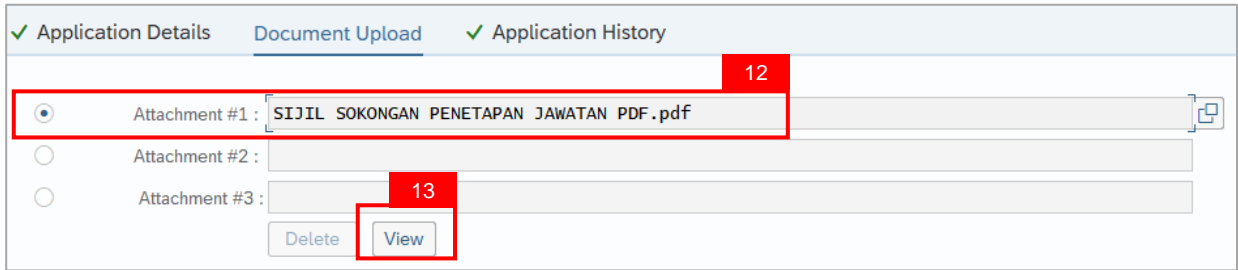 Application Details Document Upload Application History
12
Attachment #1 : SIJIL SOKONGAN PENETAPAN JAWATAN PDF.pdf
Attachment #2 :
13
Attachment #3 :
Delete View